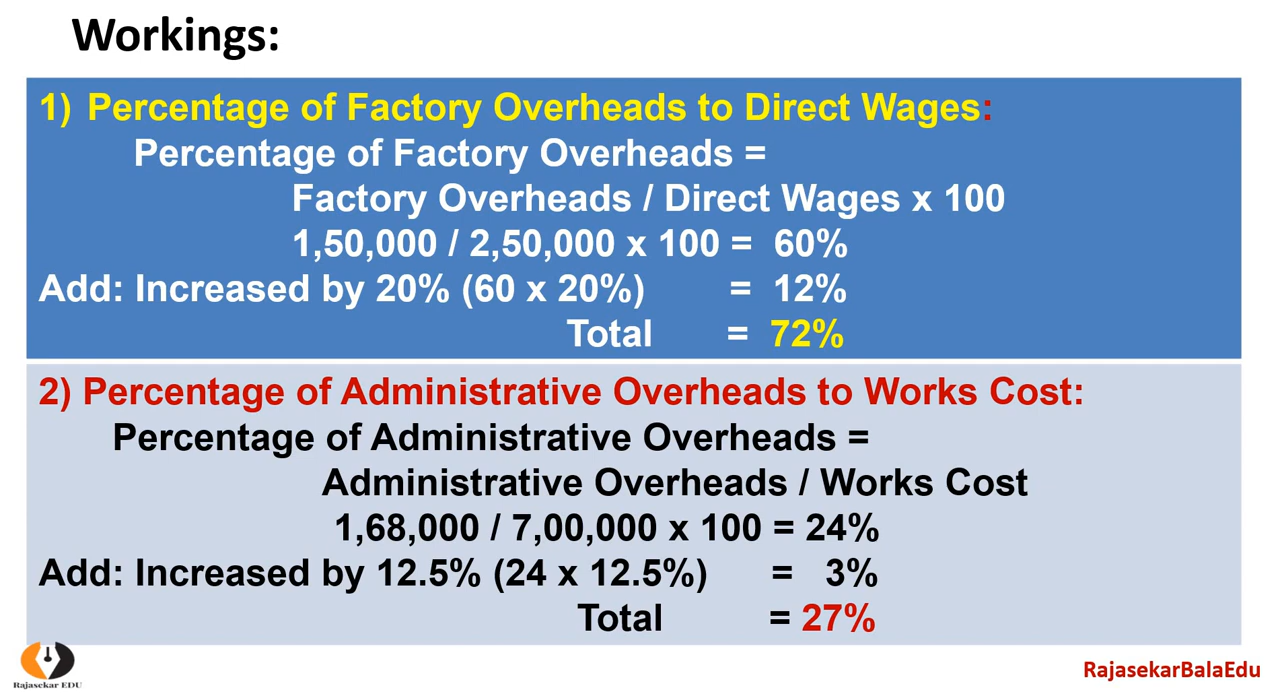 Workings:
1) Percentage of Factory Overheads to Direct Wages:
Percentage of Factory Overheads =
Factory Overheads / Direct Wages x 100
1,50,000 / 2,50,000 x 100 = 60%
Add: Increased by 20% (60 x 20%) = 12%
Total = 72%
2) Percentage of Administrative Overheads to Works Cost:
Percentage of Administrative Overheads =
Administrative Overheads / Works Cost
1,68,000 / 7,00,000 x 100 = 24%
Add: Increased by 12.5% (24 x 12.5%) = 3%
Total = 27%
Rajasekar EDU
RajasekarBalaEdu